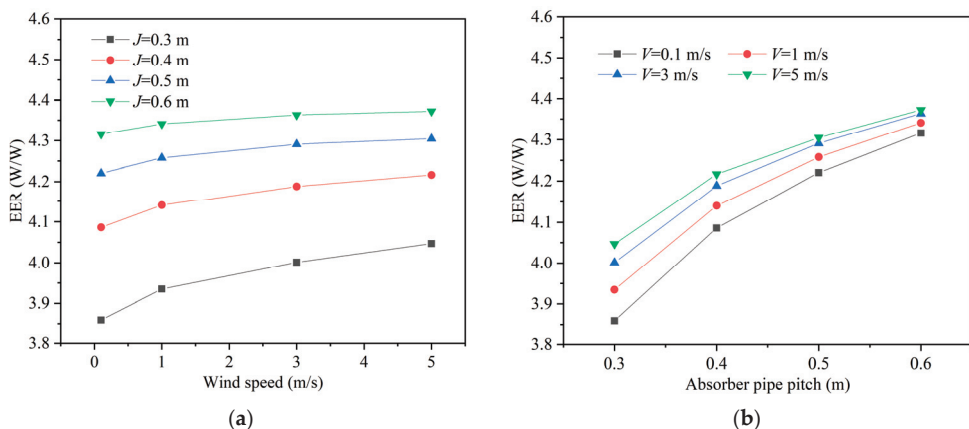 4.6
4.5
4.4
4.3
4.2
4.1
4.0
3.9
3.8
EER (W/W)
J=0.3 m
J=0.4 m
J=0.5 m
J=0.6 m
0 1 2 3 4 5
Wind speed (m/s)
(a)
4.6
4.5
4.4
4.3
4.2
4.1
4.0
3.9
3.8
EER (W/W)
V=0.1 m/s V=1 m/s
V=3 m/s V=5 m/s
0.3 0.4 0.5 0.6
Absorber pipe pitch (m)
(b)